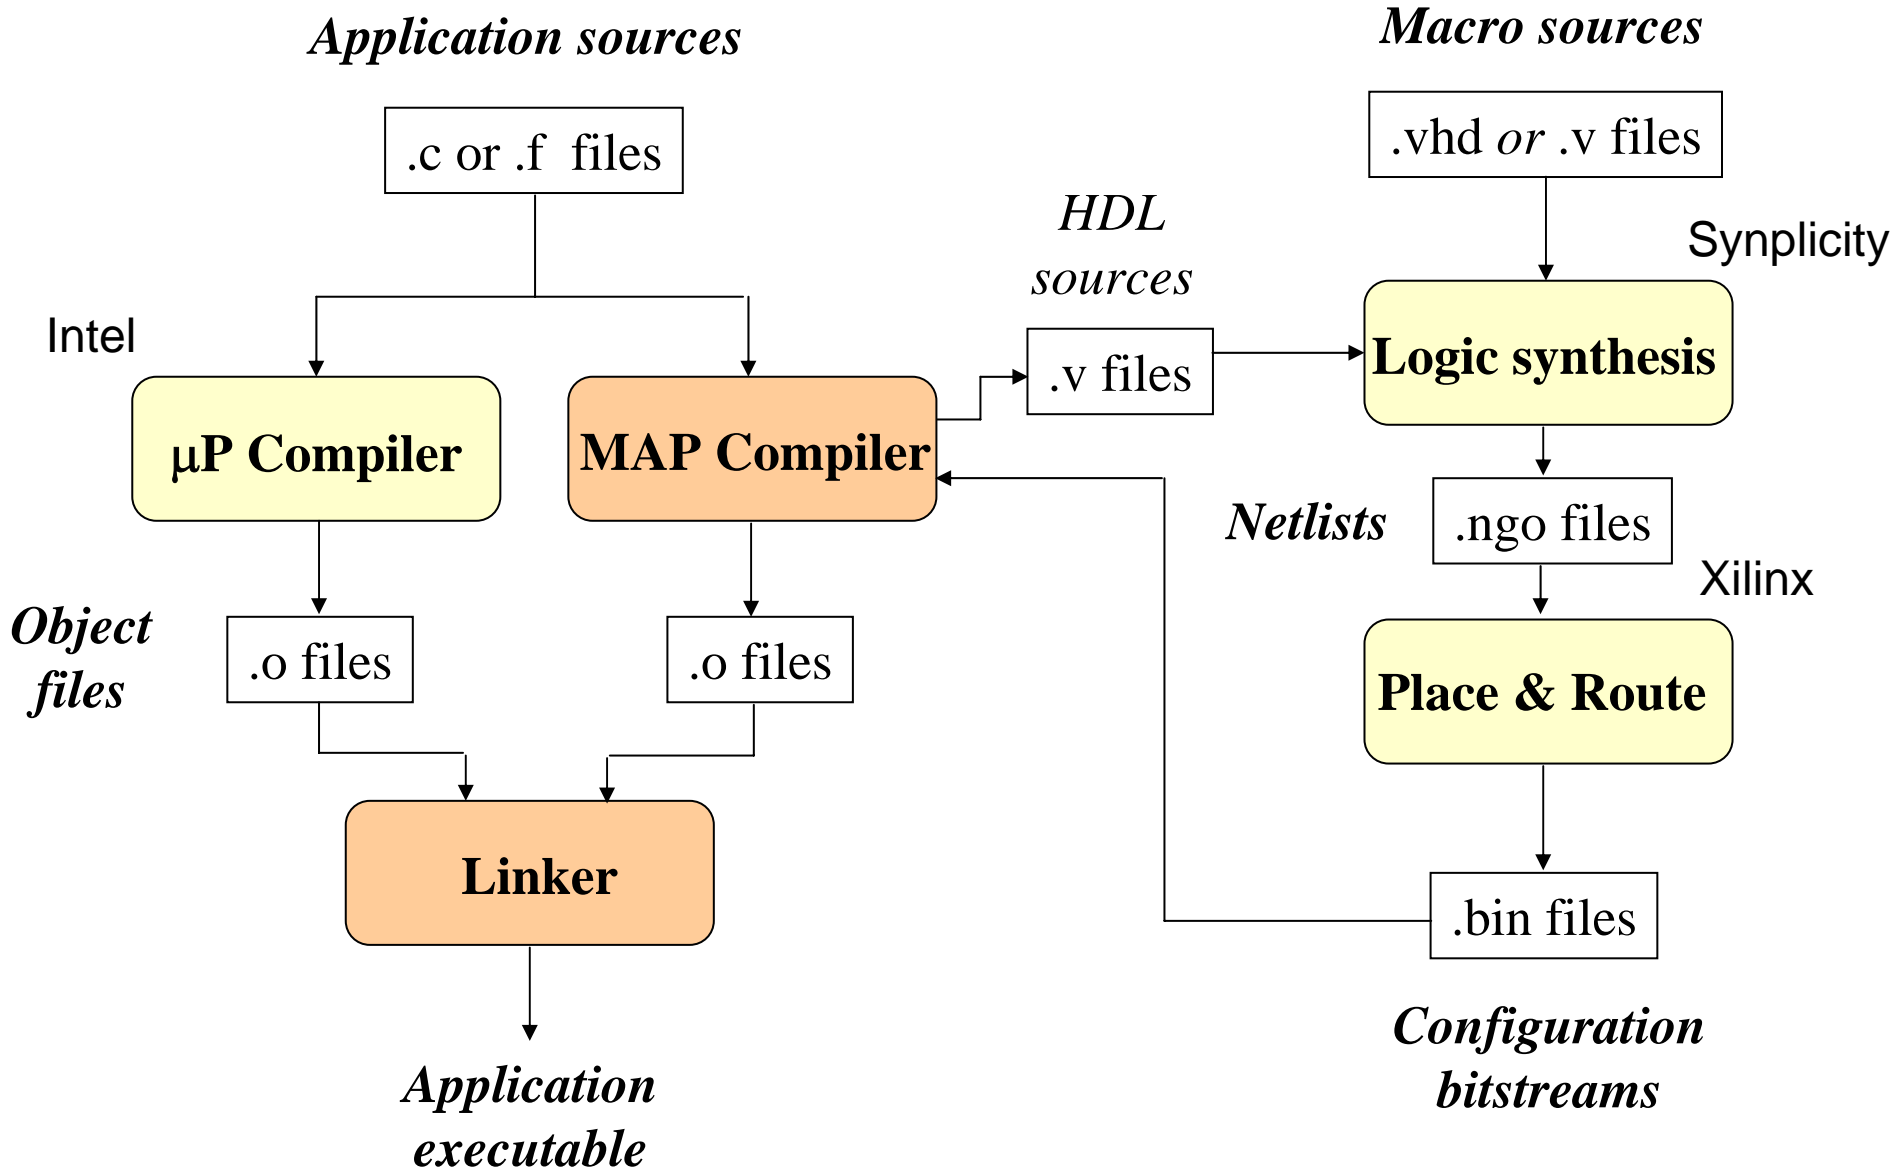 Application sources
Macro sources
.c or .f files
.vhd or .v files
HDL
sources
Synplicity
Intel
.v files
Logic synthesis
μP Compiler
MAP Compiler
Netlists
.ngo files
Xilinx
Object
files
.o files
.o files
Place & Route
Linker
.bin files
Configuration
bitstreams
Application
executable